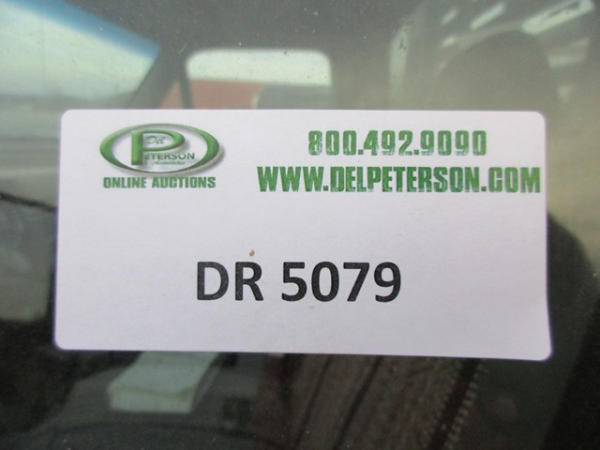 Del
PETERSON
ONLINE AUCTIONS
800.492.9090
WWW.DELPETERSON.COM
DR 5079